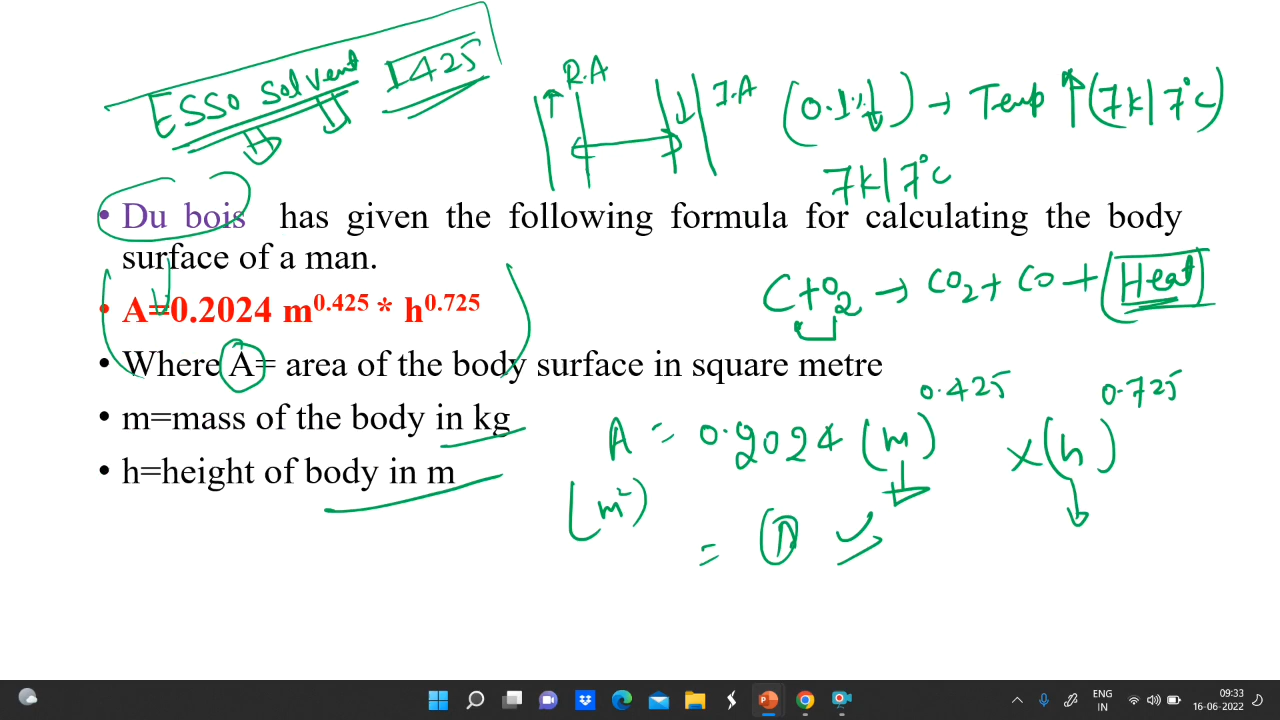 ESSO Solvent 1425
R.A
I.A
(0.1%↓) → Temp ↑ (7k/7°c)
7k/7°c
• Du bois has given the following formula for calculating the body
surface of a man.
C+O₂ → CO₂ + CO + Heat
• A=0.2024 m^0.425 * h^0.725
• Where A= area of the body surface in square metre
• m=mass of the body in kg
A = 0.2024 (m)^0.425 × (h)^0.725
• h=height of body in m
(m²)
=
ENG
IN
09:33
16-06-2022